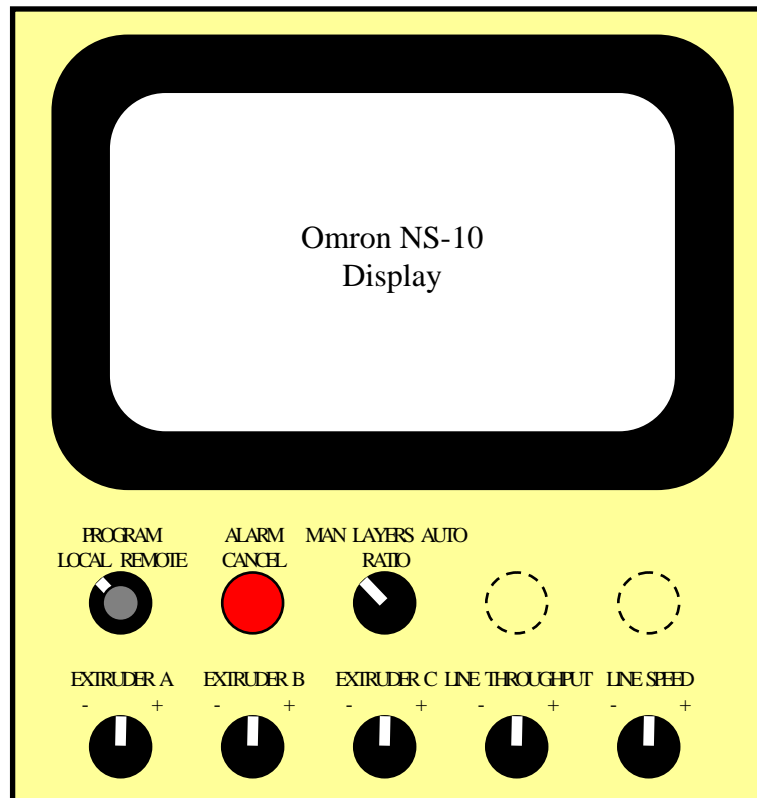 Omron NS-10
Display
PROGRAM
LOCAL REMOTE
ALARM
CANCEL
MAN LAYERS AUTO
RATIO
EXTRUDER A EXTRUDER B EXTRUDER C LINE THROUGHPUT LINE SPEED
- + - + - + - + - +